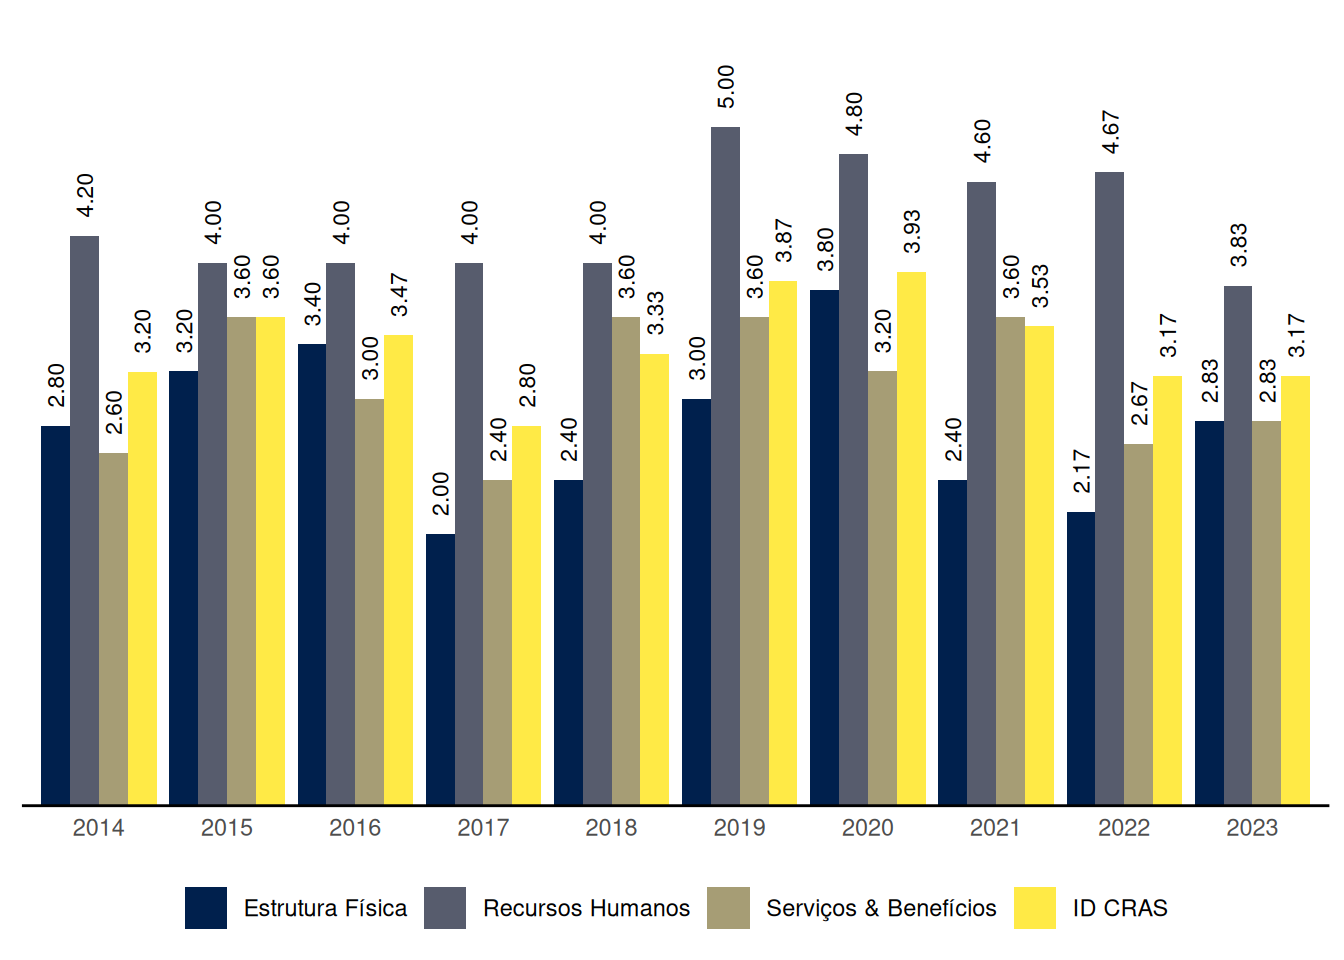 2.80 4.20 2.60 3.20
3.20 4.00 3.60 3.60
3.40 4.00 3.00 3.47
2.00 4.00 2.40 2.80
2.40 4.00 3.60 3.33
3.00 5.00 3.60 3.87
3.80 4.80 3.20 3.93
2.40 4.60 3.60 3.53
2.17 4.67 2.67 3.17
2.83 3.83 2.83 3.17
2014 2015 2016 2017 2018 2019 2020 2021 2022 2023
Estrutura Física Recursos Humanos Serviços & Benefícios ID CRAS